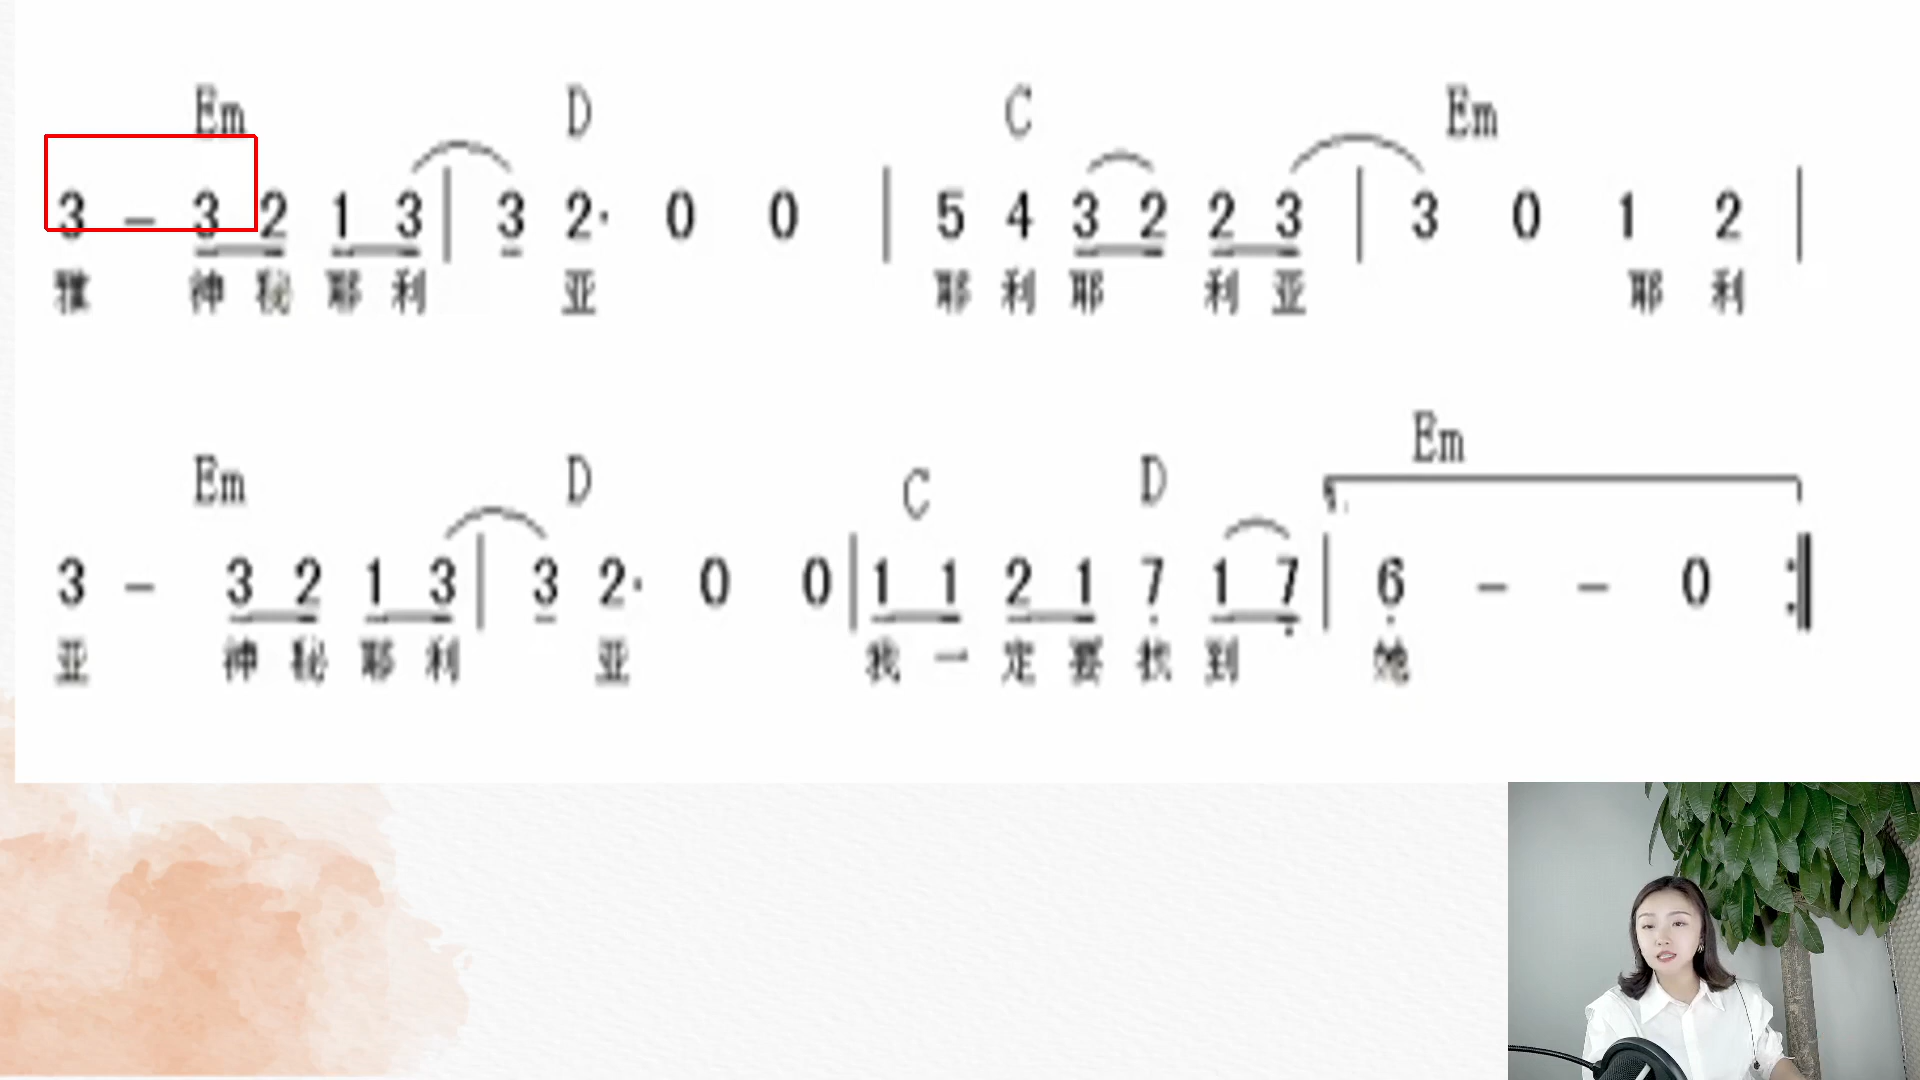 Em D C Em
3 – 3 2 1 3 | 3 2· 0 0 | 5 4 3 2 2 3 | 3 0 1 2 |
雅 神 秘 耶 利 亚 耶 利 耶 利 亚 耶 利
Em D C D Em
3 – 3 2 1 3 | 3 2· 0 0 | 1 1 2 1 7 1 7 | 6 – – 0 :|
亚 神 秘 耶 利 亚 我 一 定 要 找 到 她